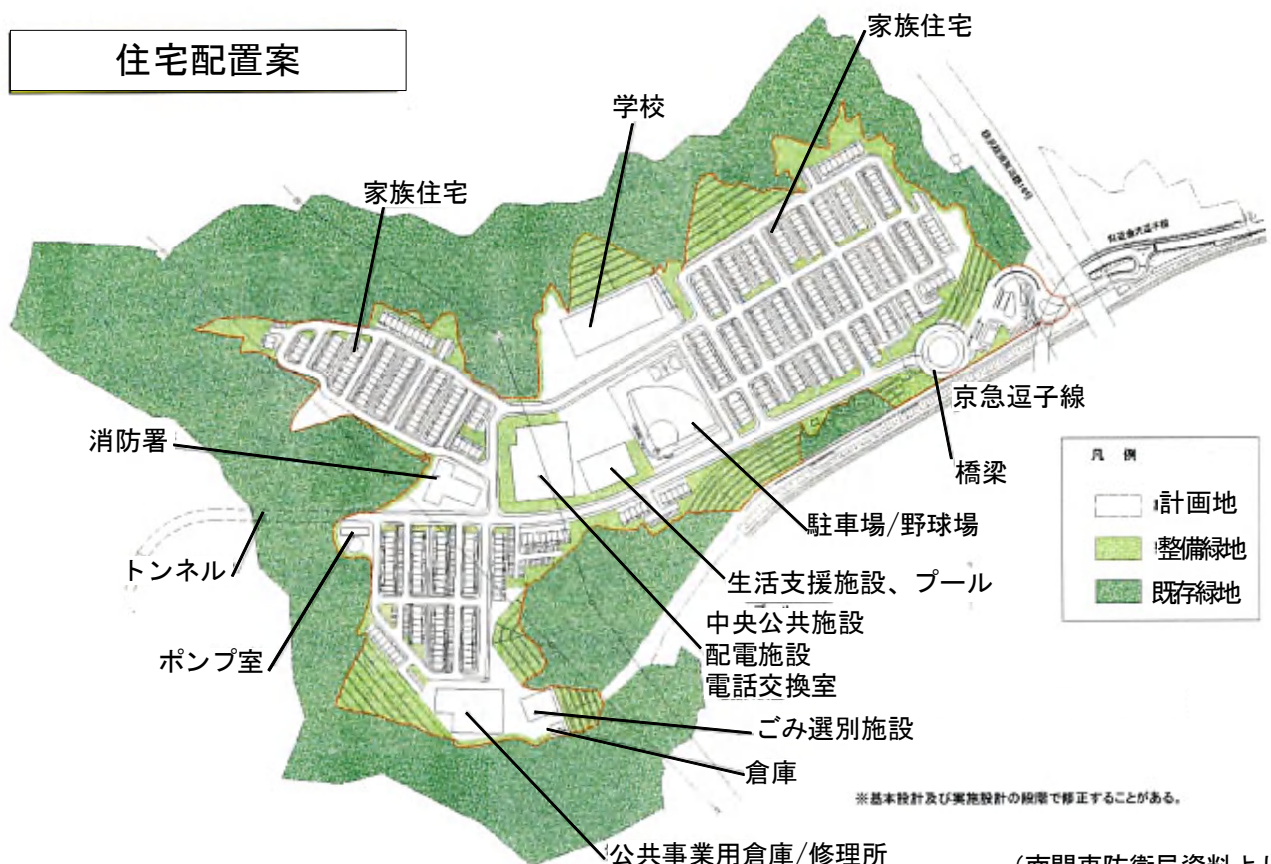 住宅配置案
家族住宅
学校
家族住宅
京急逗子線
消防署
橋梁
凡 例
計画地
整備緑地
既存緑地
駐車場/野球場
トンネル
生活支援施設、プール
中央公共施設
配電施設
電話交換室
ポンプ室
ごみ選別施設
倉庫
※基本設計及び実施設計の段階で修正することがある。
公共事業用倉庫/修理所